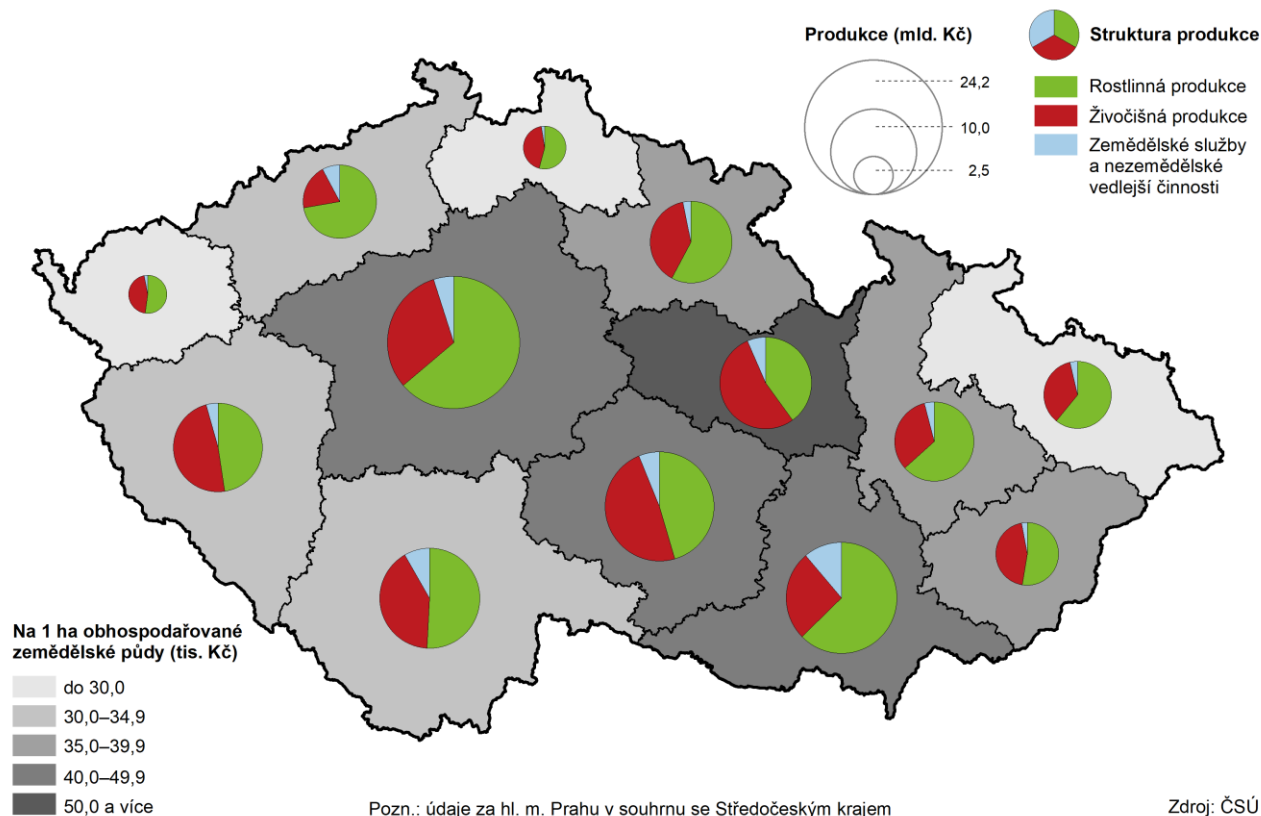 Produkce (mld. Kč)
24,2
10,0
2,5
Struktura produkce
Rostlinná produkce
Živočišná produkce
Zemědělské služby
a nezemědělské
vedlejší činnosti
Na 1 ha obhospodařované
zemědělské půdy (tis. Kč)
do 30,0
30,0–34,9
35,0–39,9
40,0–49,9
50,0 a více
Pozn.: údaje za hl. m. Prahu v souhrnu se Středočeským krajem
Zdroj: ČSÚ